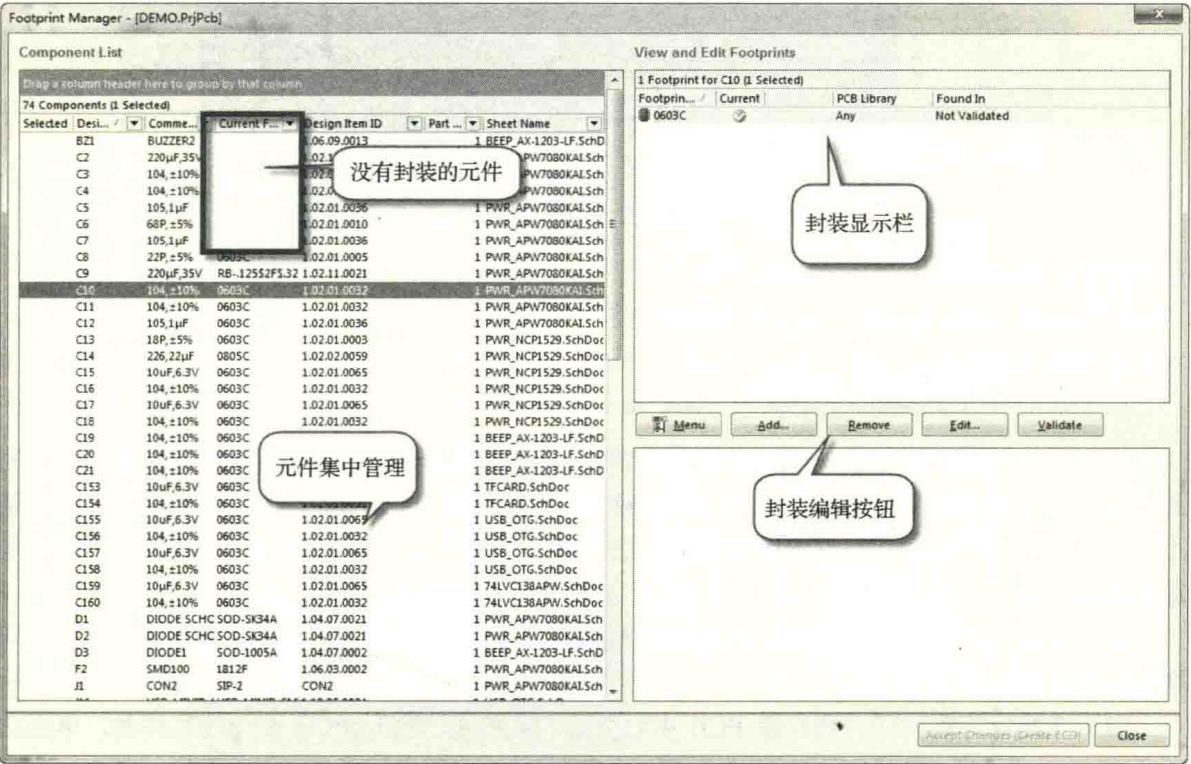 Footprint Manager - [DEMO.PrjPcb]
Component List
Drag a column header here to group by that column
74 Components (1 Selected)
Selected Desi... Comme... Current F... Design Item ID Part ... Sheet Name
BZ1 BUZZER2 1.06.09.0013 1 BEEP_AX-1203-LF.SchD
C2 220µF,35V PW7080KAI.Sch
C3 104,±10% APW7080KAI.Sch
C4 104,±10% APW7080KAI.Sch
没有封装的元件
C5 105,1µF 1.02.01.0036 1 PWR_APW7080KAI.Sch
C6 68P,±5% 1.02.01.0010 1 PWR_APW7080KAI.Sch
C7 105,1µF 1.02.01.0036 1 PWR_APW7080KAI.Sch
C8 22P,±5% 0603C 1.02.01.0005 1 PWR_APW7080KAI.Sch
C9 220µF,35V RB-.125S2F$.32 1.02.11.0021 1 PWR_APW7080KAI.Sch
C10 104,±10% 0603C 1.02.01.0032 1 PWR_APW7080KAI.Sch
C11 104,±10% 0603C 1.02.01.0032 1 PWR_APW7080KAI.Sch
C12 105,1µF 0603C 1.02.01.0036 1 PWR_APW7080KAI.Sch
C13 18P,±5% 0603C 1.02.01.0003 1 PWR_NCP1529.SchDoc
C14 226,22µF 0805C 1.02.02.0059 1 PWR_NCP1529.SchDoc
C15 10uF,6.3V 0603C 1.02.01.0065 1 PWR_NCP1529.SchDoc
C16 104,±10% 0603C 1.02.01.0032 1 PWR_NCP1529.SchDoc
C17 10uF,6.3V 0603C 1.02.01.0065 1 PWR_NCP1529.SchDoc
C18 104,±10% 0603C 1.02.01.0032 1 PWR_NCP1529.SchDoc
C19 104,±10% 0603C 1 BEEP_AX-1203-LF.SchD
C20 104,±10% 0603C 1 BEEP_AX-1203-LF.SchD
C21 104,±10% 0603C 1 BEEP_AX-1203-LF.SchD
元件集中管理
C153 10uF,6.3V 0603C 1 TFCARD.SchDoc
C154 104,±10% 0603C 1 TFCARD.SchDoc
C155 10uF,6.3V 0603C 1.02.01.0065 1 USB_OTG.SchDoc
C156 104,±10% 0603C 1.02.01.0032 1 USB_OTG.SchDoc
C157 10uF,6.3V 0603C 1.02.01.0065 1 USB_OTG.SchDoc
C158 104,±10% 0603C 1.02.01.0032 1 USB_OTG.SchDoc
C159 10µF,6.3V 0603C 1.02.01.0065 1 74LVC138APW.SchDoc
C160 104,±10% 0603C 1.02.01.0032 1 74LVC138APW.SchDoc
D1 DIODE SCHC SOD-SK34A 1.04.07.0021 1 PWR_APW7080KAI.Sch
D2 DIODE SCHC SOD-SK34A 1.04.07.0021 1 PWR_APW7080KAI.Sch
D3 DIODE1 SOD-1005A 1.04.07.0002 1 BEEP_AX-1203-LF.SchD
F2 SMD100 1812F 1.06.03.0002 1 PWR_APW7080KAI.Sch
J1 CON2 SIP-2 CON2 1 PWR_APW7080KAI.Sch
View and Edit Footprints
1 Footprint for C10 (1 Selected)
Footprin... Current PCB Library Found In
0603C Any Not Validated
封装显示栏
Menu Add... Remove Edit... Validate
封装编辑按钮
Accept Changes (Create ECO) Close